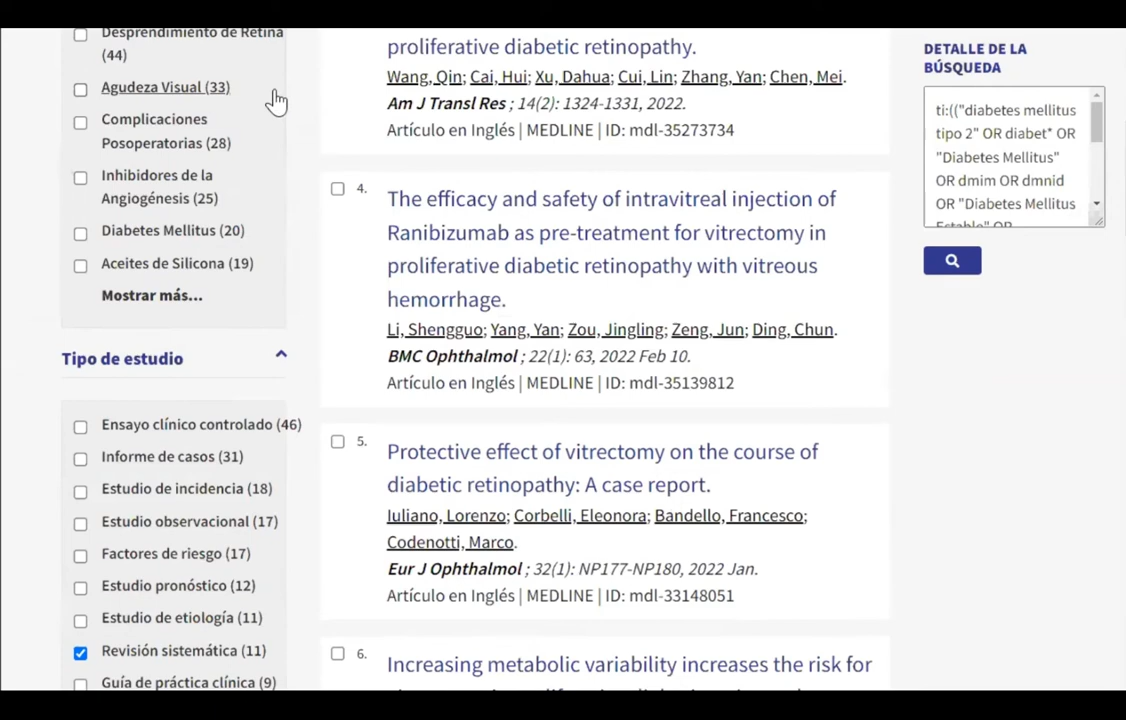 Desprendimiento de Retina
(44)
Agudeza Visual (33)
Complicaciones
Posoperatorias (28)
Inhibidores de la
Angiogénesis (25)
Diabetes Mellitus (20)
Aceites de Silicona (19)
Mostrar más...
Tipo de estudio
Ensayo clínico controlado (46)
Informe de casos (31)
Estudio de incidencia (18)
Estudio observacional (17)
Factores de riesgo (17)
Estudio pronóstico (12)
Estudio de etiología (11)
Revisión sistemática (11)
Guía de práctica clínica (9)
proliferative diabetic retinopathy.
Wang, Qin; Cai, Hui; Xu, Dahua; Cui, Lin; Zhang, Yan; Chen, Mei.
Am J Transl Res ; 14(2): 1324-1331, 2022.
Artículo en Inglés | MEDLINE | ID: mdl-35273734
4.
The efficacy and safety of intravitreal injection of
Ranibizumab as pre-treatment for vitrectomy in
proliferative diabetic retinopathy with vitreous
hemorrhage.
Li, Shengguo; Yang, Yan; Zou, Jingling; Zeng, Jun; Ding, Chun.
BMC Ophthalmol ; 22(1): 63, 2022 Feb 10.
Artículo en Inglés | MEDLINE | ID: mdl-35139812
5.
Protective effect of vitrectomy on the course of
diabetic retinopathy: A case report.
Iuliano, Lorenzo; Corbelli, Eleonora; Bandello, Francesco;
Codenotti, Marco.
Eur J Ophthalmol ; 32(1): NP177-NP180, 2022 Jan.
Artículo en Inglés | MEDLINE | ID: mdl-33148051
6.
Increasing metabolic variability increases the risk for
DETALLE DE LA
BÚSQUEDA
ti:(("diabetes mellitus
tipo 2" OR diabet* OR
"Diabetes Mellitus"
OR dmim OR dmnid
OR "Diabetes Mellitus
Estable" OR